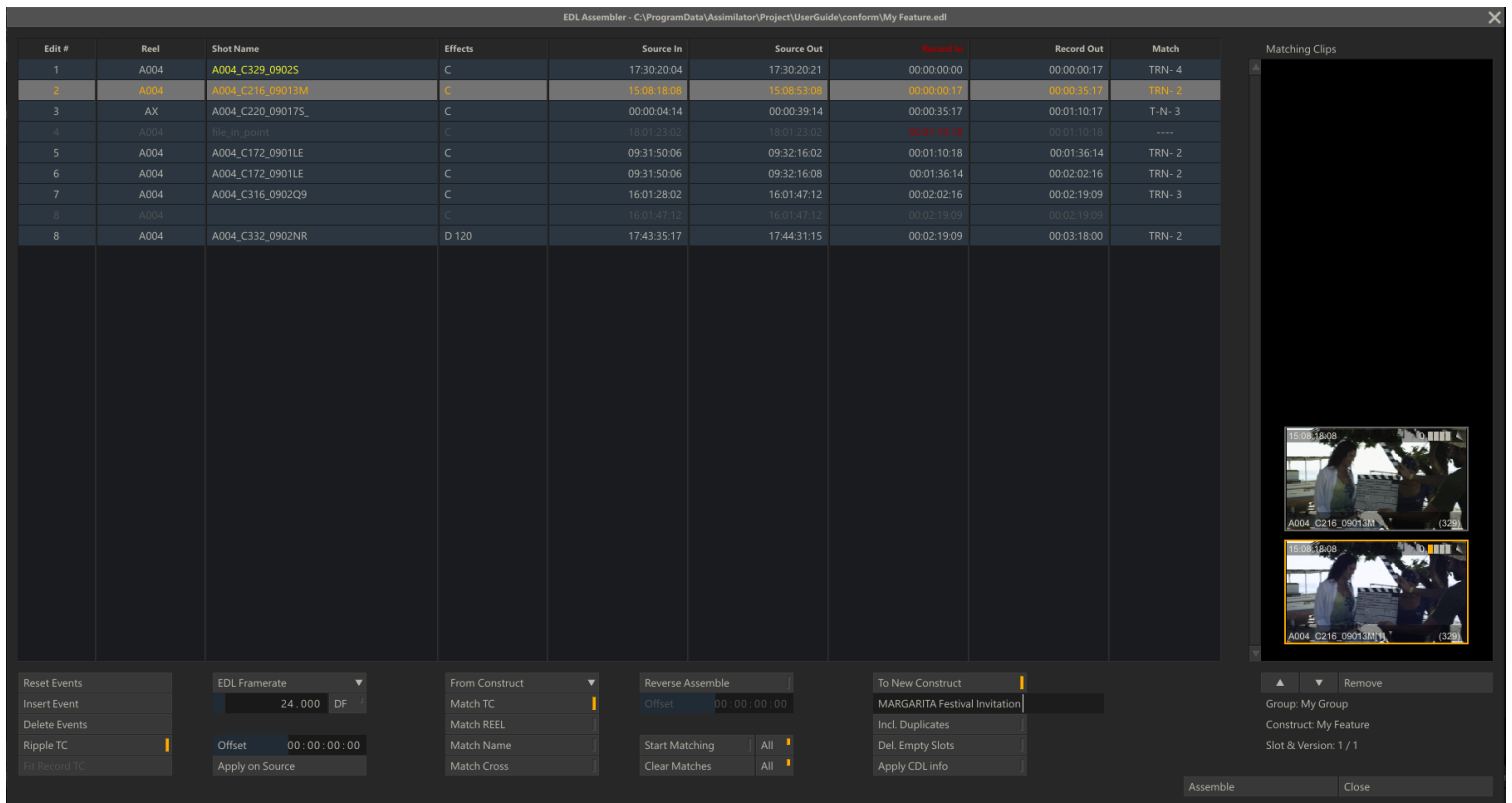 EDL Assembler - C:\ProgramData\Assimilator\Project\UserGuide\conform\My Feature.edl
Edit # Reel Shot Name Effects Source In Source Out Record In Record Out Match
Matching Clips
1 A004 A004_C329_0902S C 17:30:20:04 17:30:20:21 00:00:00:00 00:00:00:17 TRN- 4
2 A004 A004_C216_09013M C 15:08:18:08 15:08:53:08 00:00:00:17 00:00:35:17 TRN- 2
3 AX A004_C220_09017S_ C 00:00:04:14 00:00:39:14 00:00:35:17 00:01:10:17 T-N- 3
4 A004 file_in_point C 18:01:23:02 18:01:23:02 00:01:10:18 00:01:10:18 ----
5 A004 A004_C172_0901LE C 09:31:50:06 09:32:16:02 00:01:10:18 00:01:36:14 TRN- 2
6 A004 A004_C172_0901LE C 09:31:50:06 09:32:16:08 00:01:36:14 00:02:02:16 TRN- 2
7 A004 A004_C316_0902Q9 C 16:01:28:02 16:01:47:12 00:02:02:16 00:02:19:09 TRN- 3
8 A004 C 16:01:47:12 16:01:47:12 00:02:19:09 00:02:19:09
8 A004 A004_C332_0902NR D 120 17:43:35:17 17:44:31:15 00:02:19:09 00:03:18:00 TRN- 2
15:08:18:08 0
A004_C216_09013M (329)
15:08:18:08 0
A004_C216_09013M[1] (329)
Reset Events EDL Framerate From Construct Reverse Assemble To New Construct Remove
Insert Event 24.000 DF Match TC Offset 00:00:00:00 MARGARITA Festival Invitation Group: My Group
Delete Events Match REEL Incl. Duplicates Construct: My Feature
Ripple TC Offset 00:00:00:00 Match Name Start Matching All Del. Empty Slots Slot & Version: 1 / 1
Fit Record TC Apply on Source Match Cross Clear Matches All Apply CDL info
Assemble Close